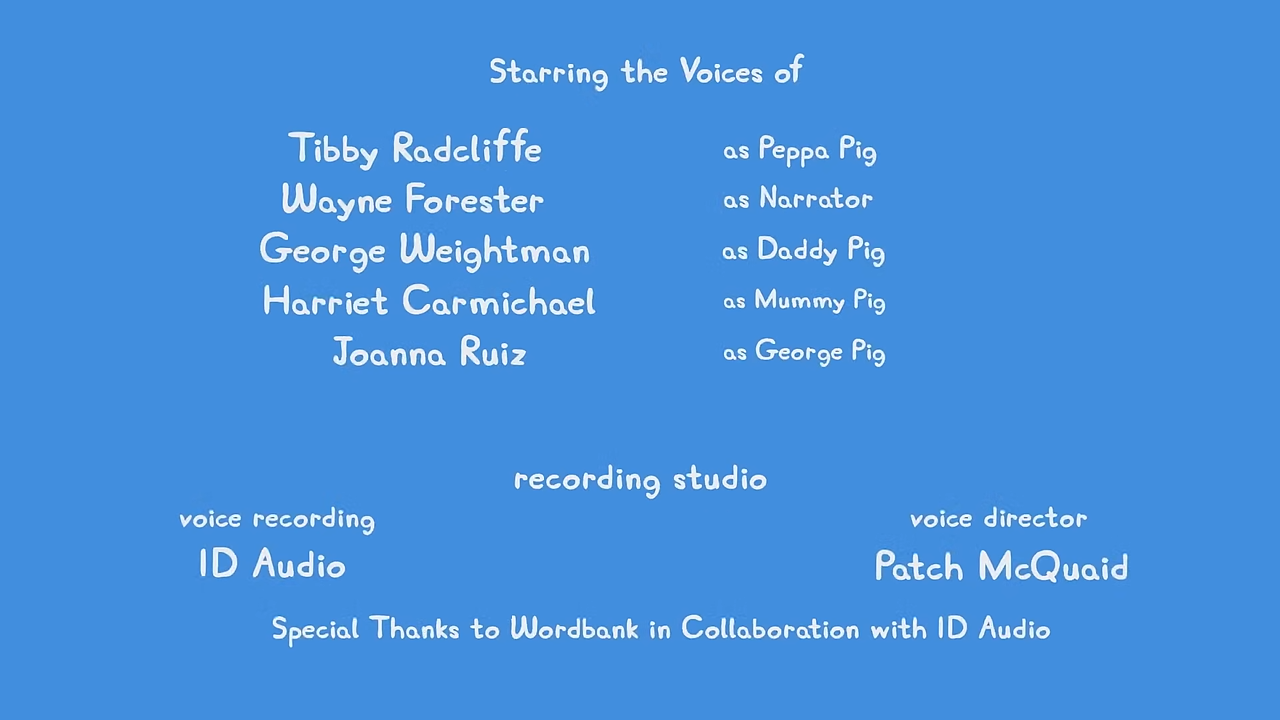 Starring the Voices of
Tibby Radcliffe as Peppa Pig
Wayne Forester as Narrator
George Weightman as Daddy Pig
Harriet Carmichael as Mummy Pig
Joanna Ruiz as George Pig
recording studio
voice recording voice director
ID Audio Patch McQuaid
Special Thanks to Wordbank in Collaboration with ID Audio